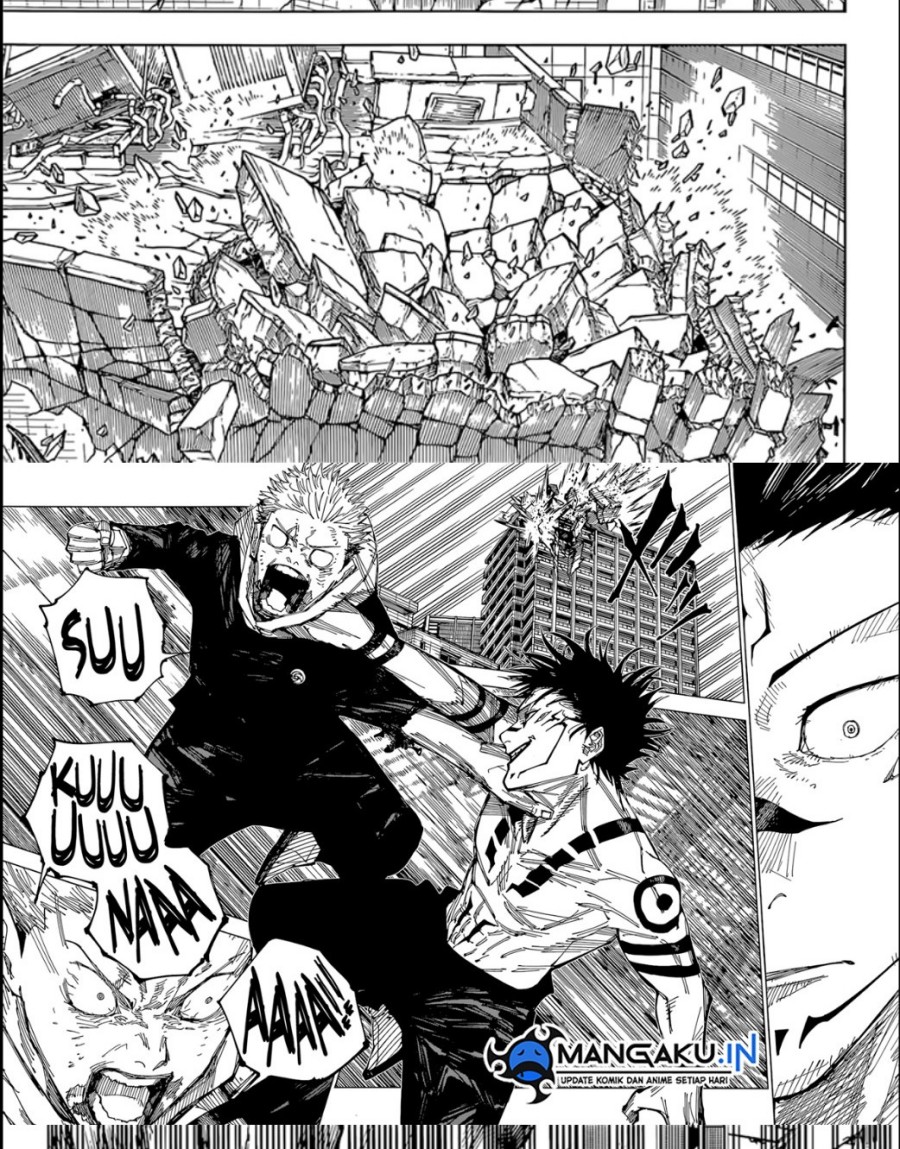 SUU
KUUU
UUUU
NAAA
AAAA!!
MANGAKU.IN
UPDATE KOMIK DAN ANIME SETIAP HARI